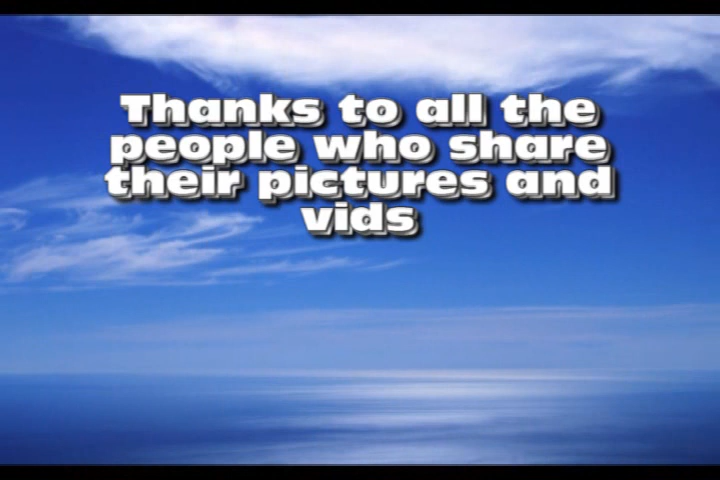 Thanks to all the
people who share
their pictures and
vids